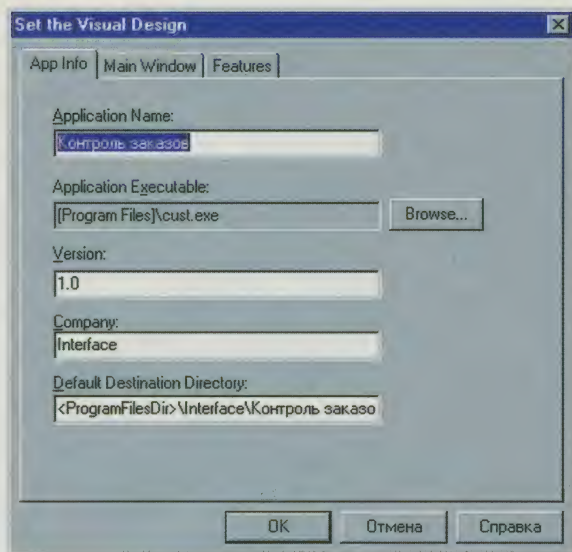 Set the Visual Design
App Info Main Window Features
Application Name:
Контроль заказов
Application Executable:
[Program Files]\cust.exe
Browse...
Version:
1.0
Company:
Interface
Default Destination Directory:
<ProgramFilesDir>\Interface\Контроль заказо
OK Отмена Справка